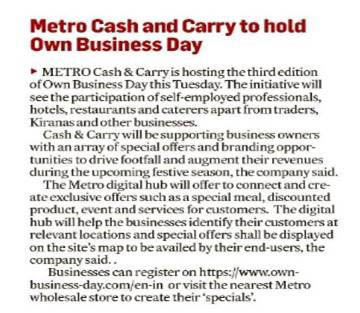 Metro Cash and Carry to hold
Own Business Day
▸ METRO Cash & Carry is hosting the third edition
of Own Business Day this Tuesday. The initiative will
see the participation of self-employed professionals,
hotels, restaurants and caterers apart from traders,
Kiranas and other businesses.
Cash & Carry will be supporting business owners
with an array of special offers and branding oppor-
tunities to drive footfall and augment their revenues
during the upcoming festive season, the company said.
The Metro digital hub will offer to connect and cre-
ate exclusive offers such as a special meal, discounted
product, event and services for customers. The digital
hub will help the businesses identify their customers at
relevant locations and special offers shall be displayed
on the site's map to be availed by their end-users, the
company said. .
Businesses can register on https://www.own-
business-day.com/en-in or visit the nearest Metro
wholesale store to create their 'specials'.